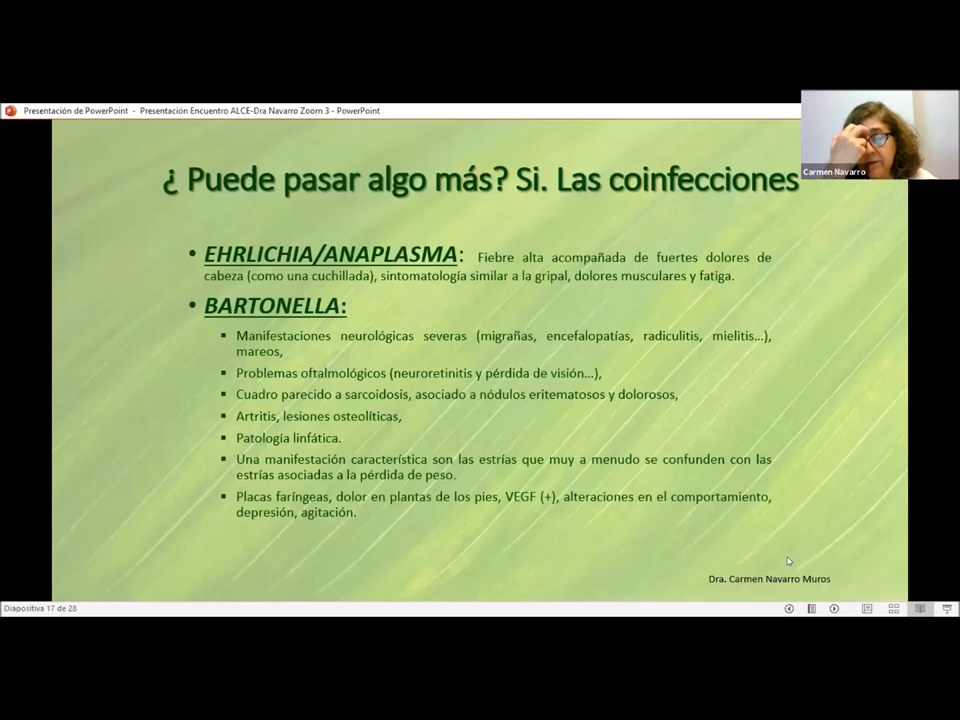 Presentación de PowerPoint - Presentación Encuentro ALCE-Dra Navarro Zoom 3 - PowerPoint
Carmen Navarro
¿ Puede pasar algo más? Si. Las coinfecciones
• EHRLICHIA/ANAPLASMA: Fiebre alta acompañada de fuertes dolores de
cabeza (como una cuchillada), sintomatología similar a la gripal, dolores musculares y fatiga.
• BARTONELLA:
▪ Manifestaciones neurológicas severas (migrañas, encefalopatías, radiculítis, mielitis...),
mareos,
▪ Problemas oftalmológicos (neuroretinitis y pérdida de visión...),
▪ Cuadro parecido a sarcoidosis, asociado a nódulos eritematosos y dolorosos,
▪ Artritis, lesiones osteolíticas,
▪ Patología linfática.
▪ Una manifestación característica son las estrías que muy a menudo se confunden con las
estrías asociadas a la pérdida de peso.
▪ Placas faríngeas, dolor en plantas de los pies, VEGF (+), alteraciones en el comportamiento,
depresión, agitación.
Dra. Carmen Navarro Muros
Diapositiva 17 de 28